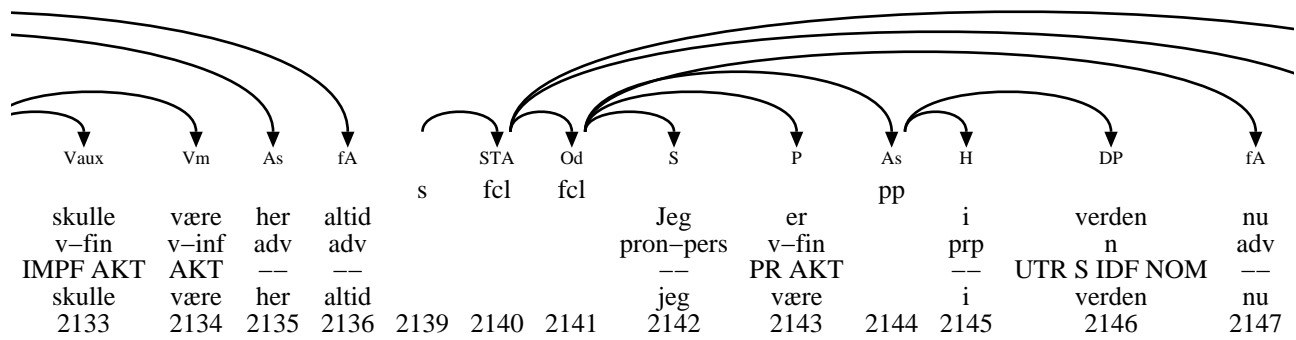 Vaux Vm As fA STA Od S P As H DP fA
s fcl fcl pp
skulle være her altid Jeg er i verden nu
v−fin v−inf adv adv pron−pers v−fin prp n adv
IMPF AKT AKT −− −− −− PR AKT −− UTR S IDF NOM −−
skulle være her altid jeg være i verden nu
2133 2134 2135 2136 2139 2140 2141 2142 2143 2144 2145 2146 2147